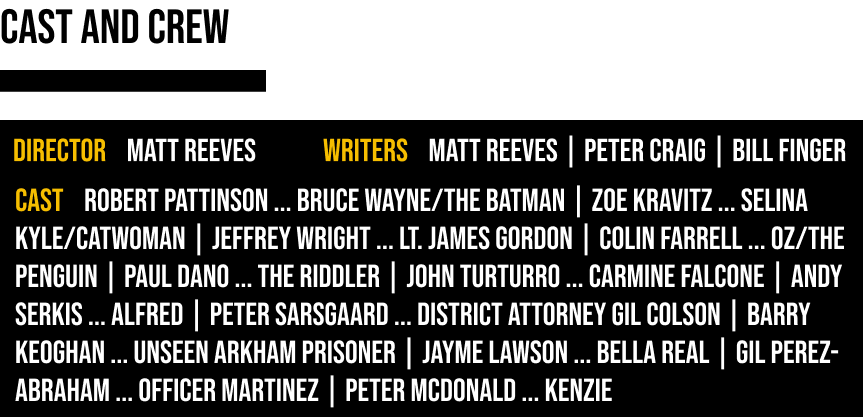 CAST AND CREW
DIRECTOR MATT REEVES WRITERS MATT REEVES | PETER CRAIG | BILL FINGER
CAST ROBERT PATTINSON ... BRUCE WAYNE/THE BATMAN | ZOE KRAVITZ ... SELINA
KYLE/CATWOMAN | JEFFREY WRIGHT ... LT. JAMES GORDON | COLIN FARRELL ... OZ/THE
PENGUIN | PAUL DANO ... THE RIDDLER | JOHN TURTURRO ... CARMINE FALCONE | ANDY
SERKIS ... ALFRED | PETER SARSGAARD ... DISTRICT ATTORNEY GIL COLSON | BARRY
KEOGHAN ... UNSEEN ARKHAM PRISONER | JAYME LAWSON ... BELLA REAL | GIL PEREZ-
ABRAHAM ... OFFICER MARTINEZ | PETER MCDONALD ... KENZIE